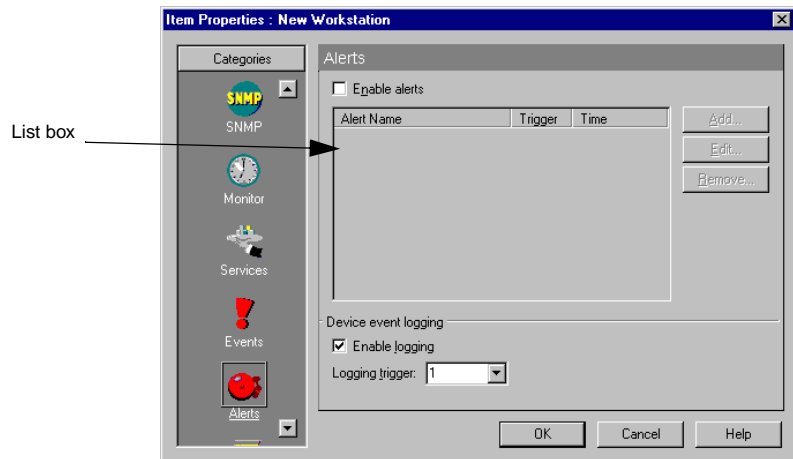 Item Properties : New Workstation
Categories
SNMP
SNMP
Monitor
Services
Events
Alerts
List box
Alerts
Enable alerts
Alert Name Trigger Time
Add...
Edit...
Remove...
Device event logging
Enable logging
Logging trigger: 1
OK Cancel Help